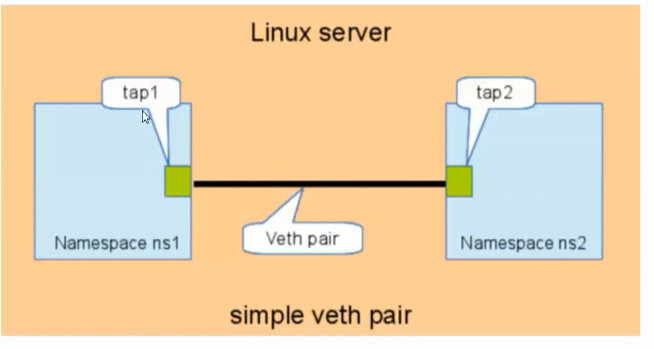 Linux server
tap1
tap2
Veth pair
Namespace ns1
Namespace ns2
simple veth pair